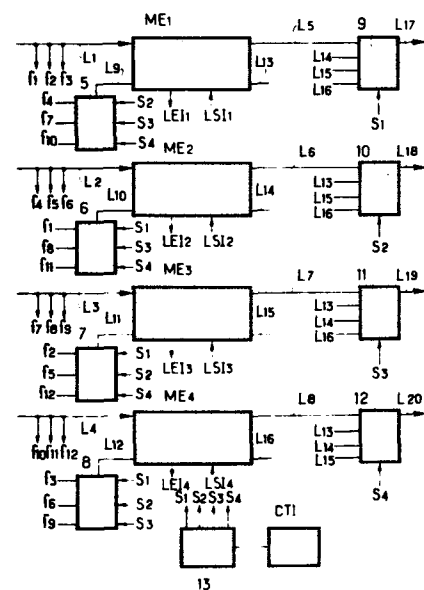 ME1 L5 9 L17
L1 L9 L13 L14
f1 f2 f3 5 L15
f4 S2 LEI1 LSI1 L16
f7 S3 S1
f10 S4
ME2 L6 10 L18
L2 L10 L14 L13
f4 f5 f6 6 L15
f1 S1 LEI2 LSI2 L16
f8 S3 S2
f11 S4
ME3 L7 11 L19
L3 L11 L15 L13
f7 f8 f9 7 L14
f2 S1 LEI3 LSI3 L16
f5 S2 S3
f12 S4
ME4 L8 12 L20
L4 L12 L16 L13
f10 f11 f12 8 L14
f3 S1 LEI4 LSI4 L15
f6 S2 S1 S2 S3 S4 S4
f9 S3 CTI
13